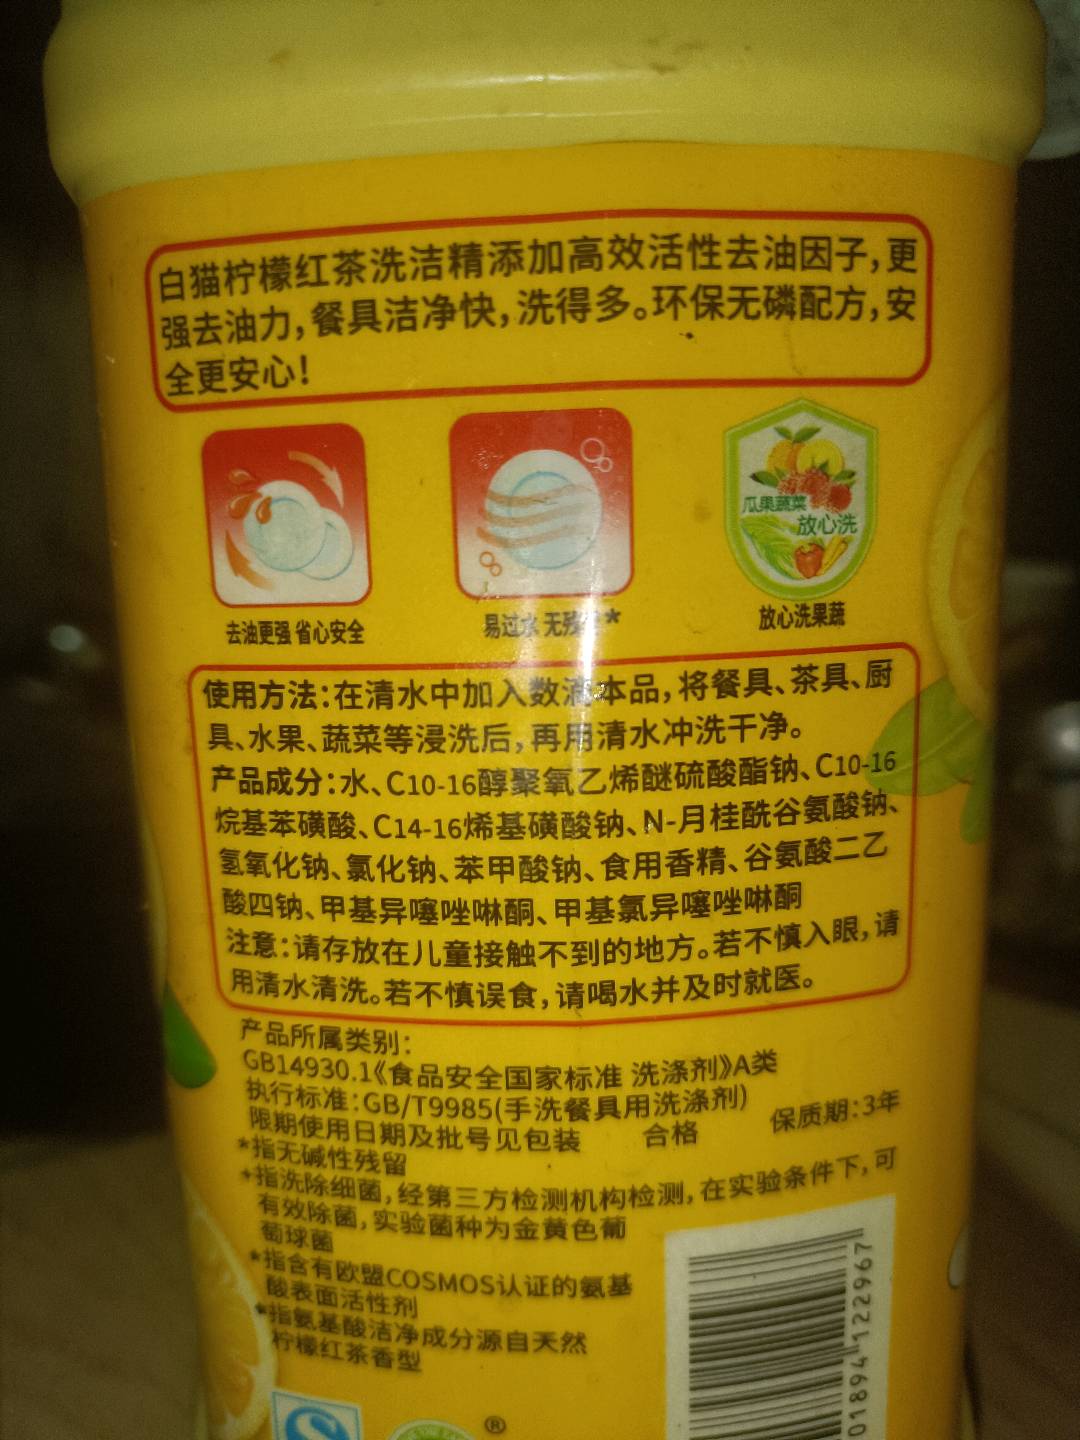 白猫柠檬红茶洗洁精添加高效活性去油因子,更
强去油力,餐具洁净快,洗得多。环保无磷配方,安
全更安心!
瓜果蔬菜
放心洗
去油更强 省心安全
易过水 无残 *
放心洗果蔬
使用方法:在清水中加入数滴本品,将餐具、茶具、厨
具、水果、蔬菜等浸洗后,再用清水冲洗干净。
产品成分:水、C10-16醇聚氧乙烯醚硫酸酯钠、C10-16
烷基苯磺酸、C14-16烯基磺酸钠、N-月桂酰谷氨酸钠、
氢氧化钠、氯化钠、苯甲酸钠、食用香精、谷氨酸二乙
酸四钠、甲基异噻唑啉酮、甲基氯异噻唑啉酮
注意:请存放在儿童接触不到的地方。若不慎入眼,请
用清水清洗。若不慎误食,请喝水并及时就医。
产品所属类别:
GB14930.1《食品安全国家标准 洗涤剂》A类
执行标准:GB/T9985(手洗餐具用洗涤剂)
限期使用日期及批号见包装 合格 保质期:3年
*指无碱性残留
*指洗除细菌,经第三方检测机构检测,在实验条件下,可
有效除菌,实验菌种为金黄色葡
萄球菌
*指含有欧盟COSMOS认证的氨基
酸表面活性剂
*指氨基酸洁净成分源自天然
柠檬红茶香型
01894 122967
®